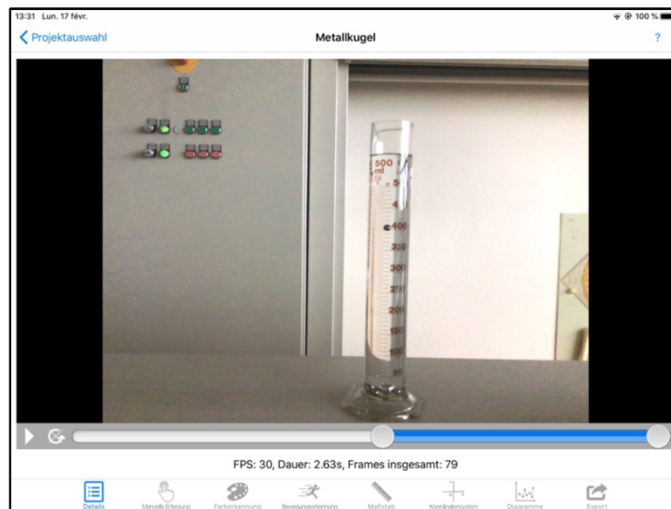 13:31 Lun. 17 févr.
100 %
Projektauswahl
Metallkugel
?
500
ml
400
350
300
250
200
150
100
50
FPS: 30, Dauer: 2.63s, Frames insgesamt: 79
Details
Manuelle Erfassung
Farberkennung
Bewegungserkennung
Maßstab
Koordinatensystem
Diagramme
Export